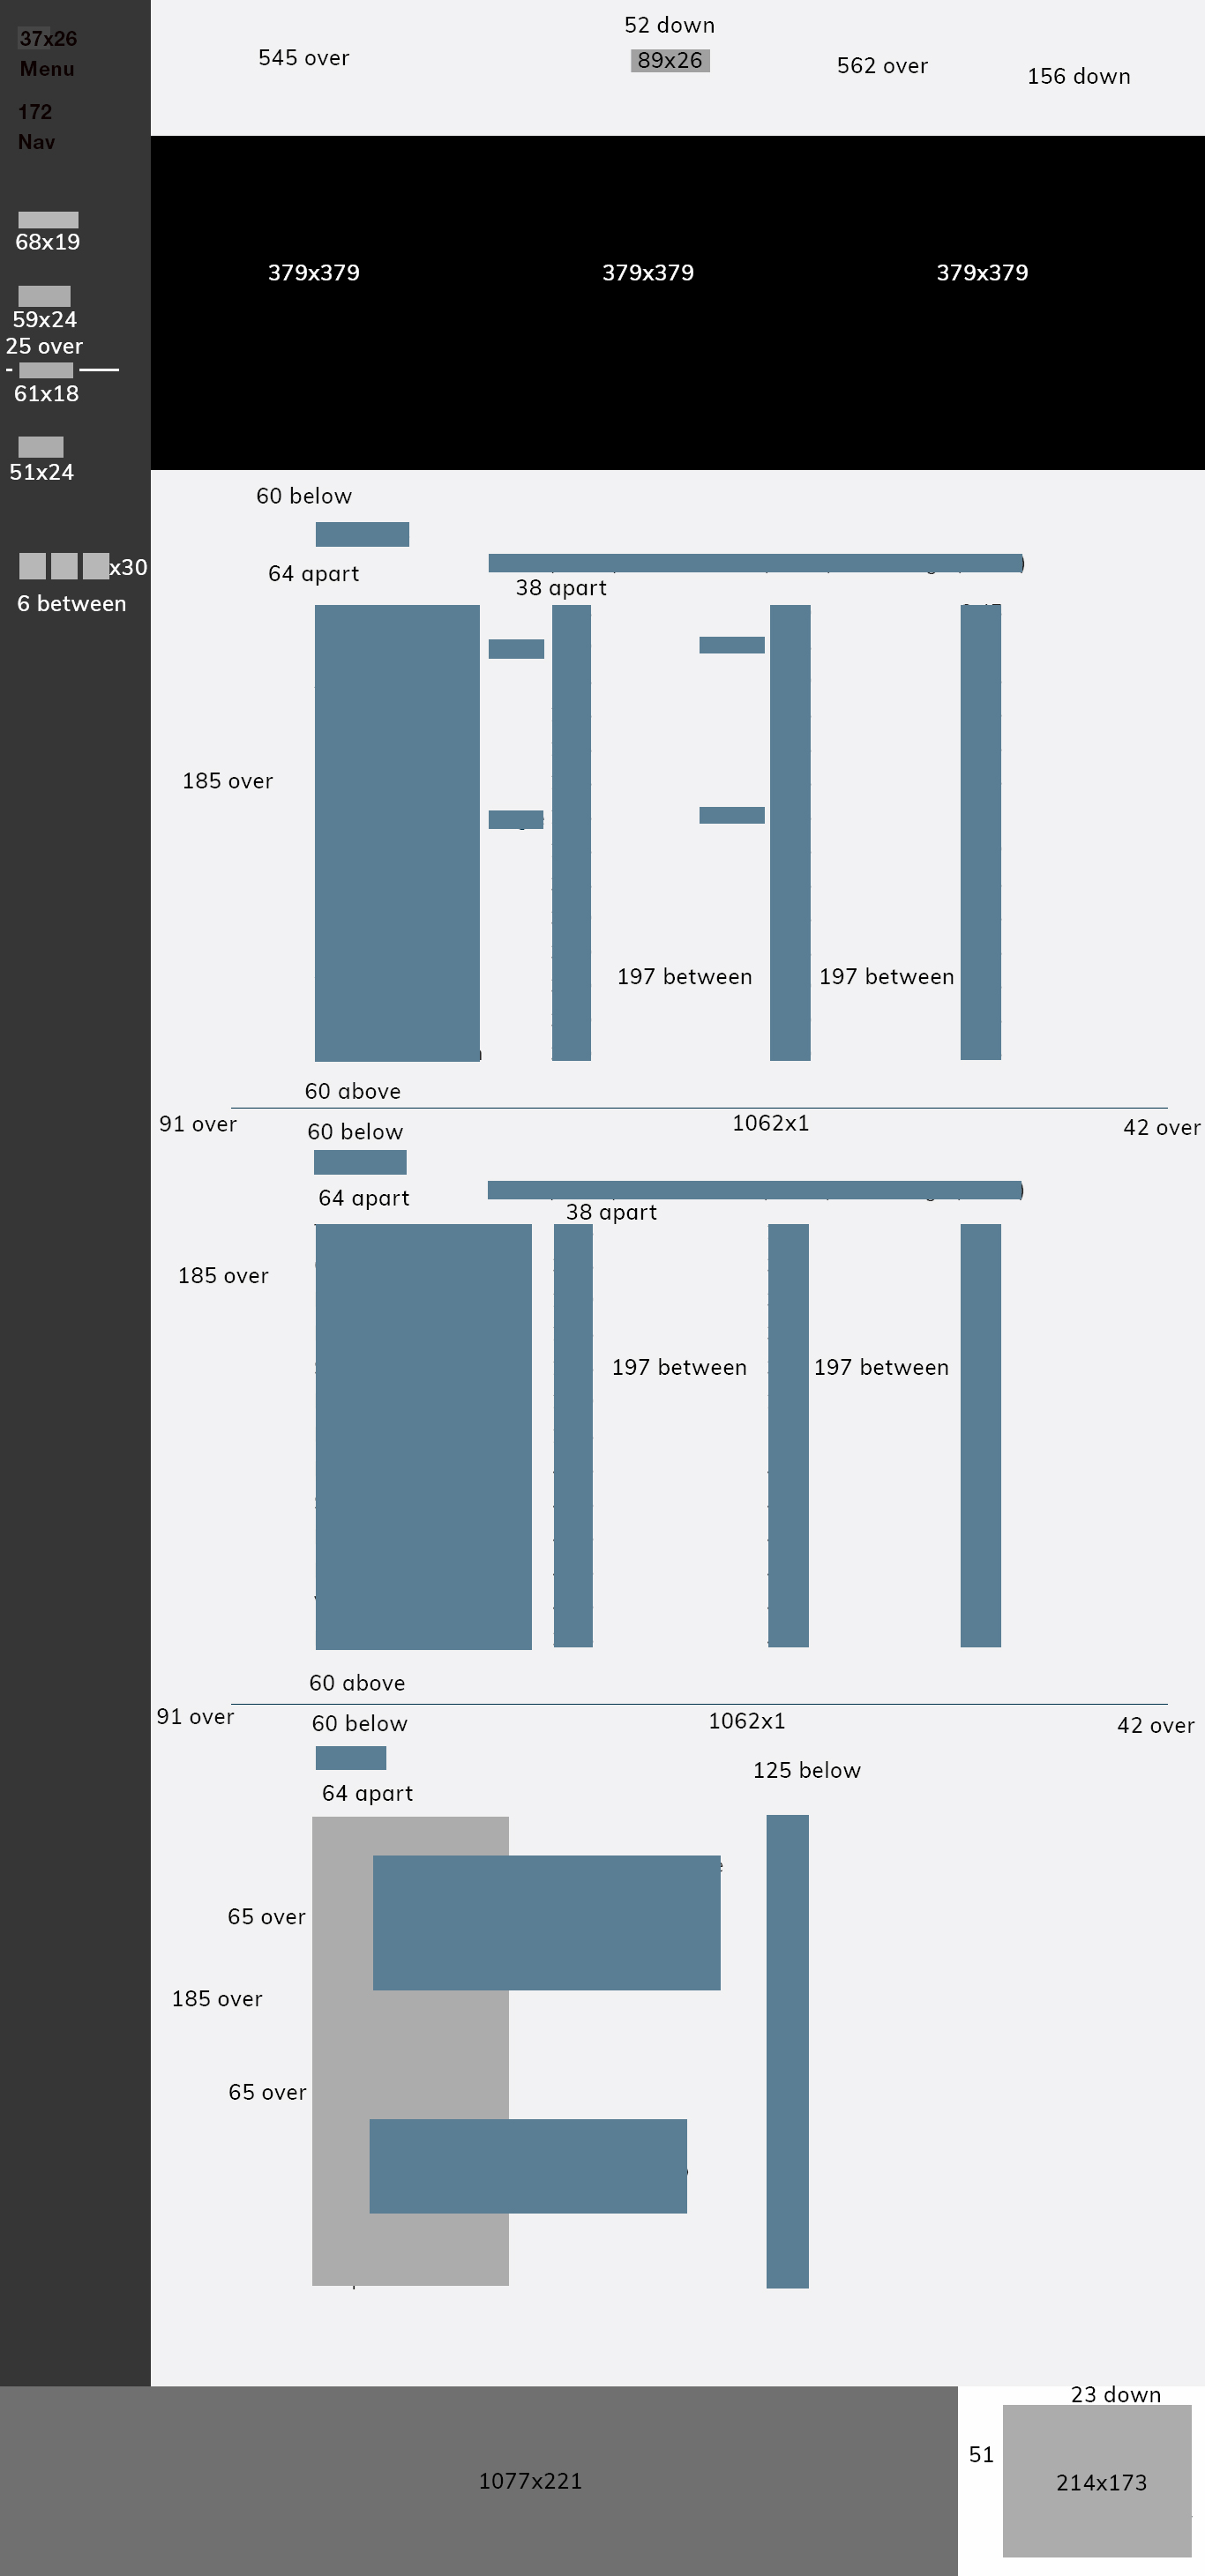 37x26
Menu
172
Nav
68x19
59x24
25 over
61x18
51x24
x30
6 between
52 down
545 over
89x26
562 over
156 down
379x379
379x379
379x379
60 below
64 apart
38 apart
185 over
197 between
197 between
60 above
91 over
1062x1
42 over
60 below
64 apart
38 apart
185 over
197 between
197 between
60 above
91 over
1062x1
42 over
60 below
125 below
64 apart
65 over
185 over
65 over
23 down
51
1077x221
214x173